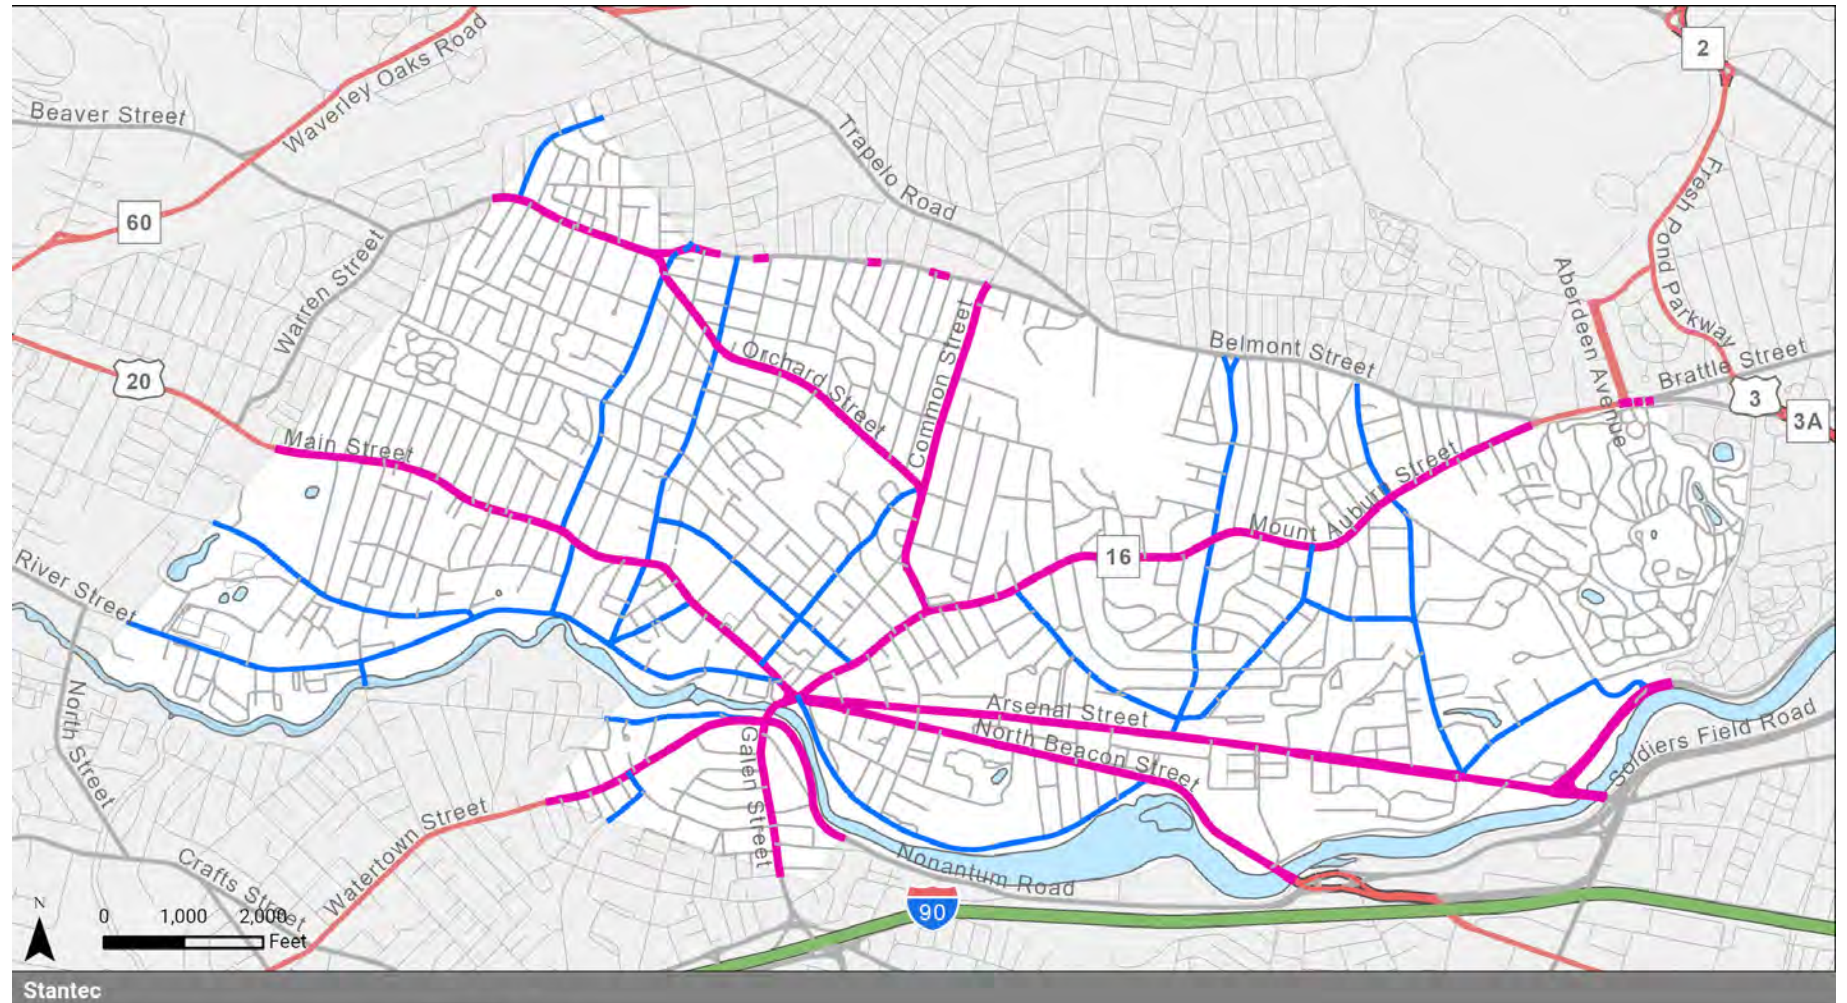 2
Waverley Oaks Road
Beaver Street
Trapelo Road
Fresh Pond Parkway
60
Warren Street
Aberdeen Avenue
20
Belmont Street
Orchard Street
Common Street
Brattle Street
3
3A
Main Street
Mount Auburn Street
16
River Street
North Street
Arsenal Street
North Beacon Street
Galen Street
Soldiers Field Road
Watertown Street
Crafts Street
Nonantum Road
90
N
0 1,000 2,000
Feet
Stantec